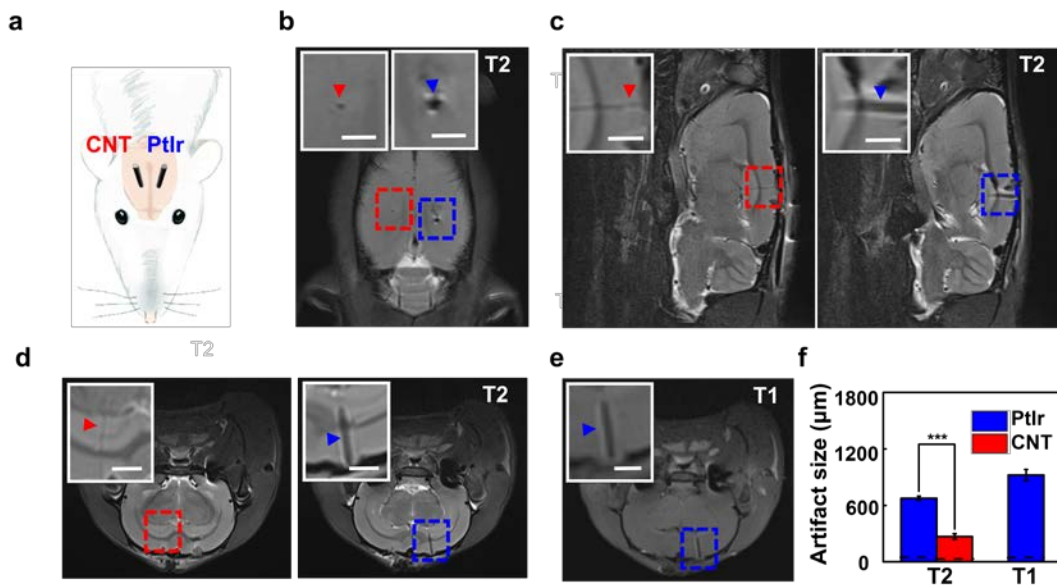 a
b
c
CNT PtIr
T2
T2
T2
d
e
f
T2
T1
PtIr
CNT
***
Artifact size (μm)
1800
1200
600
0
T2
T1